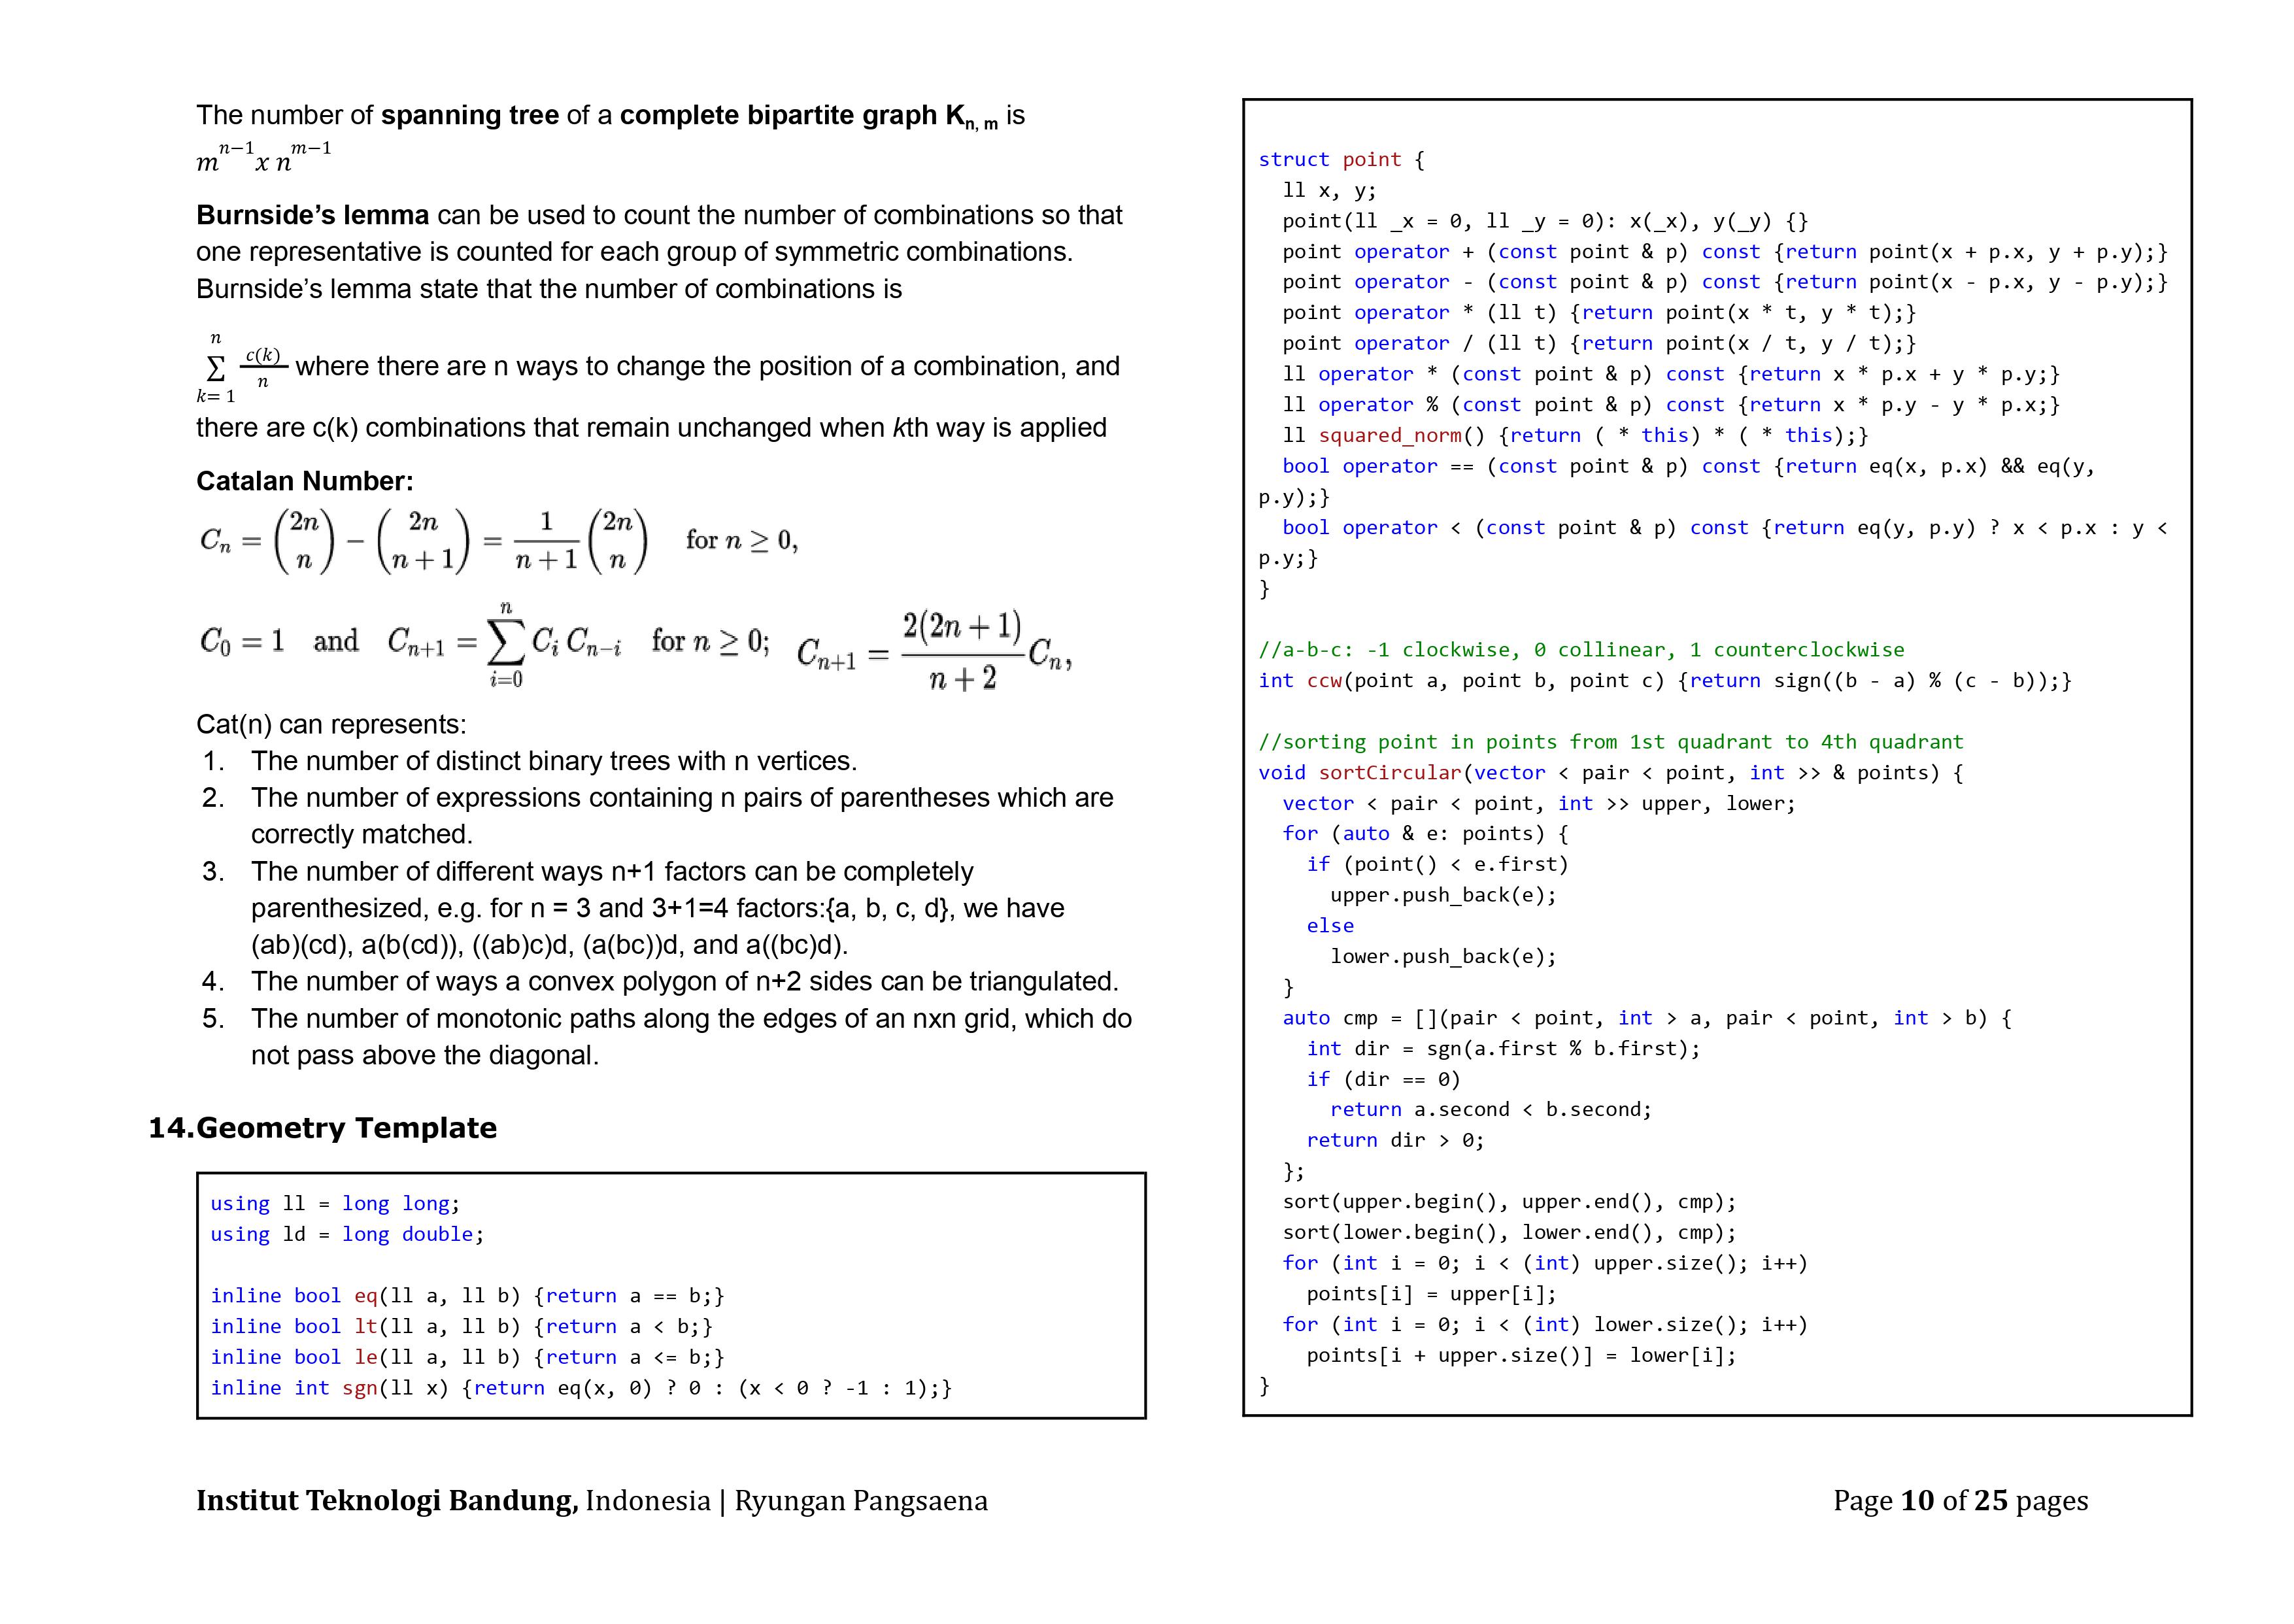 The number of spanning tree of a complete bipartite graph Kn, m is
m^{n−1} x n^{m−1}
Burnside’s lemma can be used to count the number of combinations so that
one representative is counted for each group of symmetric combinations.
Burnside’s lemma state that the number of combinations is
\sum_{k=1}^{n} \frac{c(k)}{n} where there are n ways to change the position of a combination, and
there are c(k) combinations that remain unchanged when kth way is applied
Catalan Number:
C_n = \binom{2n}{n} − \binom{2n}{n+1} = \frac{1}{n+1} \binom{2n}{n} for n ≥ 0,
C_0 = 1 and C_{n+1} = \sum_{i=0}^{n} C_i C_{n−i} for n ≥ 0; C_{n+1} = \frac{2(2n+1)}{n+2} C_n,
Cat(n) can represents:
1. The number of distinct binary trees with n vertices.
2. The number of expressions containing n pairs of parentheses which are
correctly matched.
3. The number of different ways n+1 factors can be completely
parenthesized, e.g. for n = 3 and 3+1=4 factors:{a, b, c, d}, we have
(ab)(cd), a(b(cd)), ((ab)c)d, (a(bc))d, and a((bc)d).
4. The number of ways a convex polygon of n+2 sides can be triangulated.
5. The number of monotonic paths along the edges of an nxn grid, which do
not pass above the diagonal.
14.Geometry Template
using ll = long long;
using ld = long double;
inline bool eq(ll a, ll b) {return a == b;}
inline bool lt(ll a, ll b) {return a < b;}
inline bool le(ll a, ll b) {return a <= b;}
inline int sgn(ll x) {return eq(x, 0) ? 0 : (x < 0 ? -1 : 1);}
struct point {
  ll x, y;
  point(ll _x = 0, ll _y = 0): x(_x), y(_y) {}
  point operator + (const point & p) const {return point(x + p.x, y + p.y);}
  point operator - (const point & p) const {return point(x - p.x, y - p.y);}
  point operator * (ll t) {return point(x * t, y * t);}
  point operator / (ll t) {return point(x / t, y / t);}
  ll operator * (const point & p) const {return x * p.x + y * p.y;}
  ll operator % (const point & p) const {return x * p.y - y * p.x;}
  ll squared_norm() {return ( * this) * ( * this);}
  bool operator == (const point & p) const {return eq(x, p.x) && eq(y,
p.y);}
  bool operator < (const point & p) const {return eq(y, p.y) ? x < p.x : y <
p.y;}
}
//a-b-c: -1 clockwise, 0 collinear, 1 counterclockwise
int ccw(point a, point b, point c) {return sign((b - a) % (c - b));}
//sorting point in points from 1st quadrant to 4th quadrant
void sortCircular(vector < pair < point, int >> & points) {
  vector < pair < point, int >> upper, lower;
  for (auto & e: points) {
    if (point() < e.first)
      upper.push_back(e);
    else
      lower.push_back(e);
  }
  auto cmp = [](pair < point, int > a, pair < point, int > b) {
    int dir = sgn(a.first % b.first);
    if (dir == 0)
      return a.second < b.second;
    return dir > 0;
  };
  sort(upper.begin(), upper.end(), cmp);
  sort(lower.begin(), lower.end(), cmp);
  for (int i = 0; i < (int) upper.size(); i++)
    points[i] = upper[i];
  for (int i = 0; i < (int) lower.size(); i++)
    points[i + upper.size()] = lower[i];
}
Institut Teknologi Bandung, Indonesia | Ryungan Pangsaena
Page 10 of 25 pages